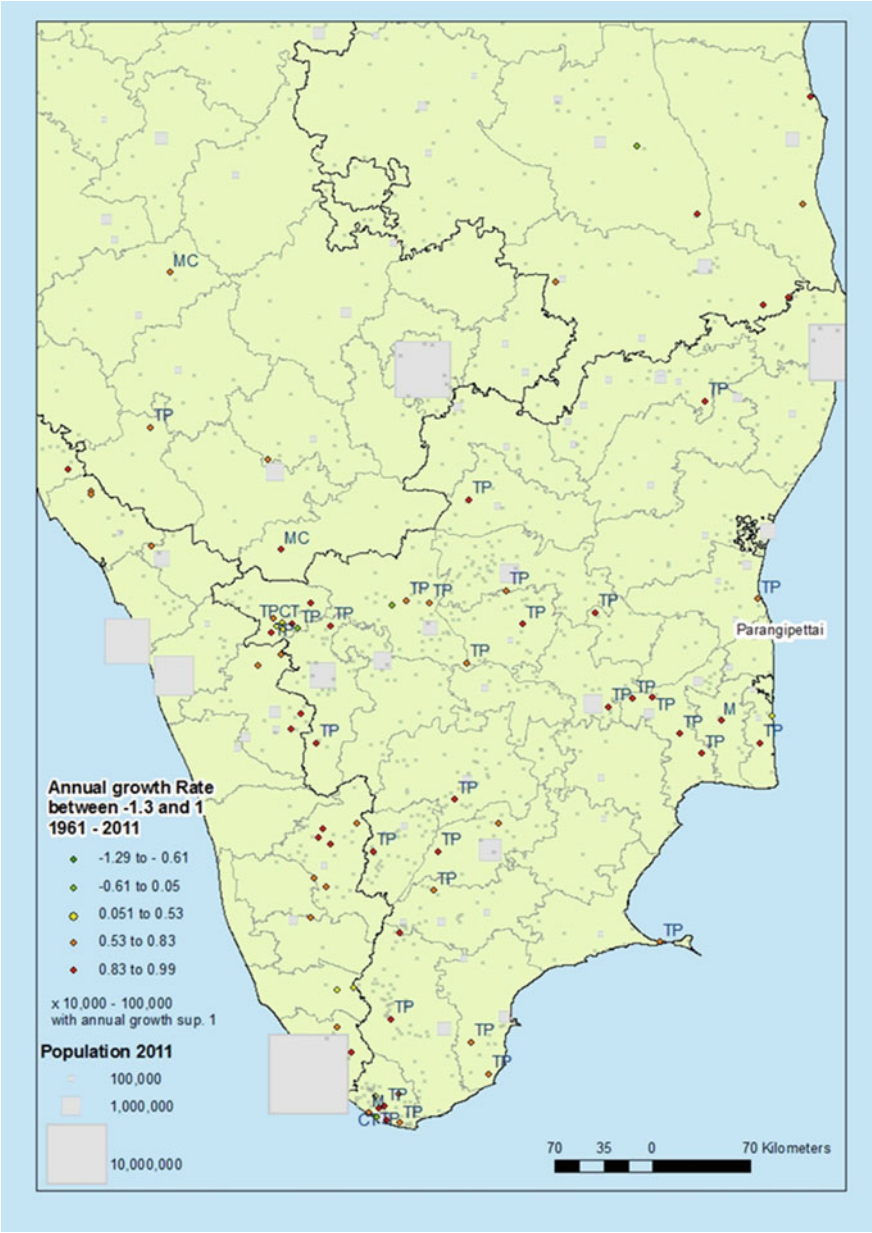 MC
TP
TP
TP
MC
TP
TP
TP
TP
TPCT
TP
TP
TP
TP
TP
Parangipettai
TP
TP
TP
TP
M
TP
TP
TP
TP
Annual growth Rate
between -1.3 and 1
1961 - 2011
TP
TP
TP
TP
-1.29 to - 0.61
-0.61 to 0.05
0.051 to 0.53
0.53 to 0.83
0.83 to 0.99
TP
x 10,000 - 100,000
with annual growth sup. 1
TP
TP
Population 2011
TP
100,000
TP
1,000,000
TP
10,000,000
70 35 0 70 Kilometers